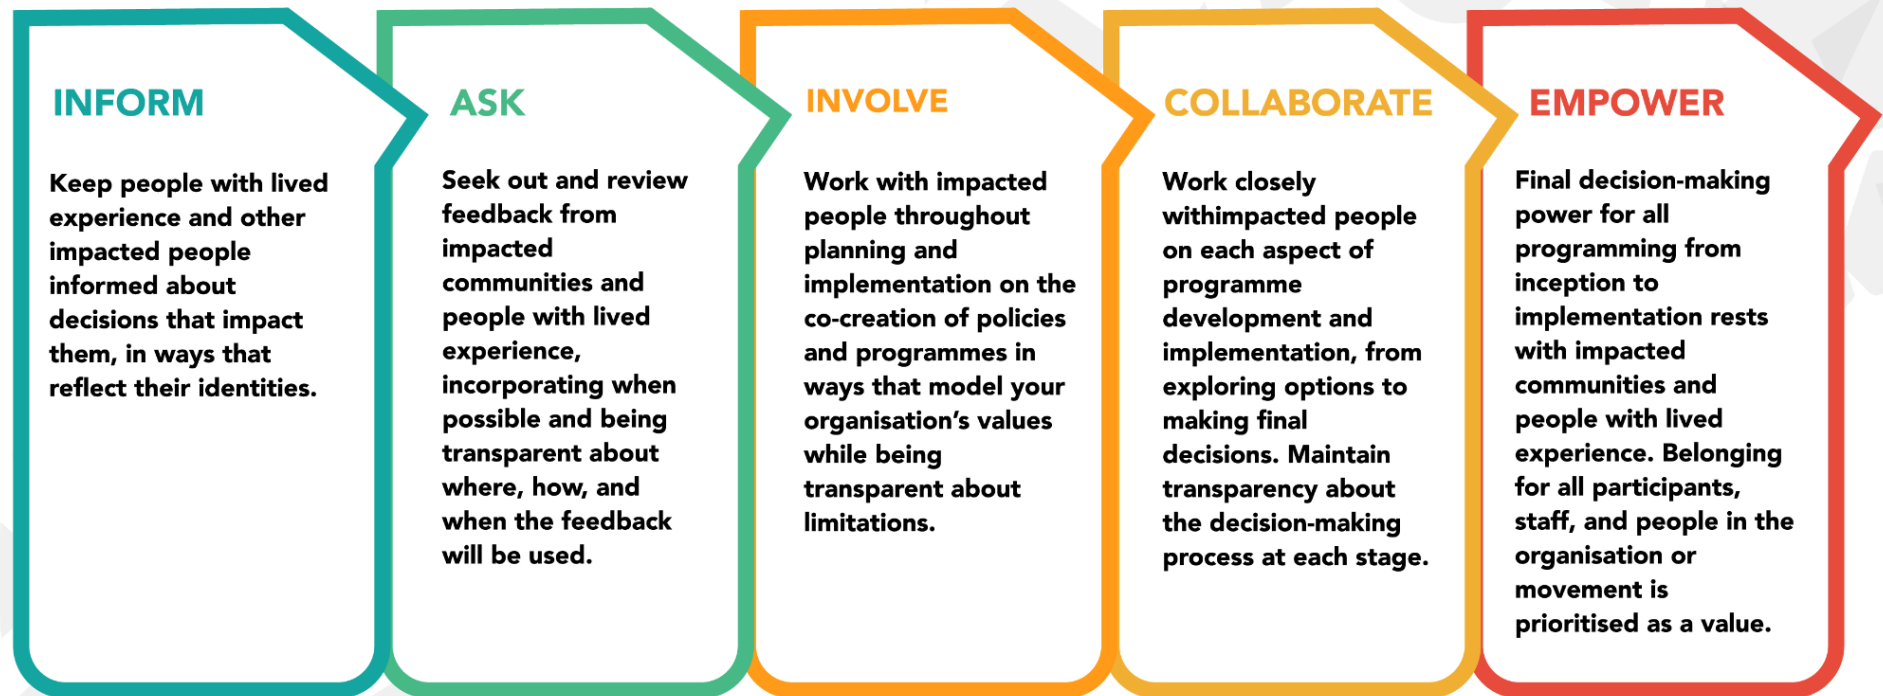 INFORM
Keep people with lived
experience and other
impacted people
informed about
decisions that impact
them, in ways that
reflect their identities.
ASK
Seek out and review
feedback from
impacted
communities and
people with lived
experience,
incorporating when
possible and being
transparent about
where, how, and
when the feedback
will be used.
INVOLVE
Work with impacted
people throughout
planning and
implementation on the
co-creation of policies
and programmes in
ways that model your
organisation’s values
while being
transparent about
limitations.
COLLABORATE
Work closely
withimpacted people
on each aspect of
programme
development and
implementation, from
exploring options to
making final
decisions. Maintain
transparency about
the decision-making
process at each stage.
EMPOWER
Final decision-making
power for all
programming from
inception to
implementation rests
with impacted
communities and
people with lived
experience. Belonging
for all participants,
staff, and people in the
organisation or
movement is
prioritised as a value.